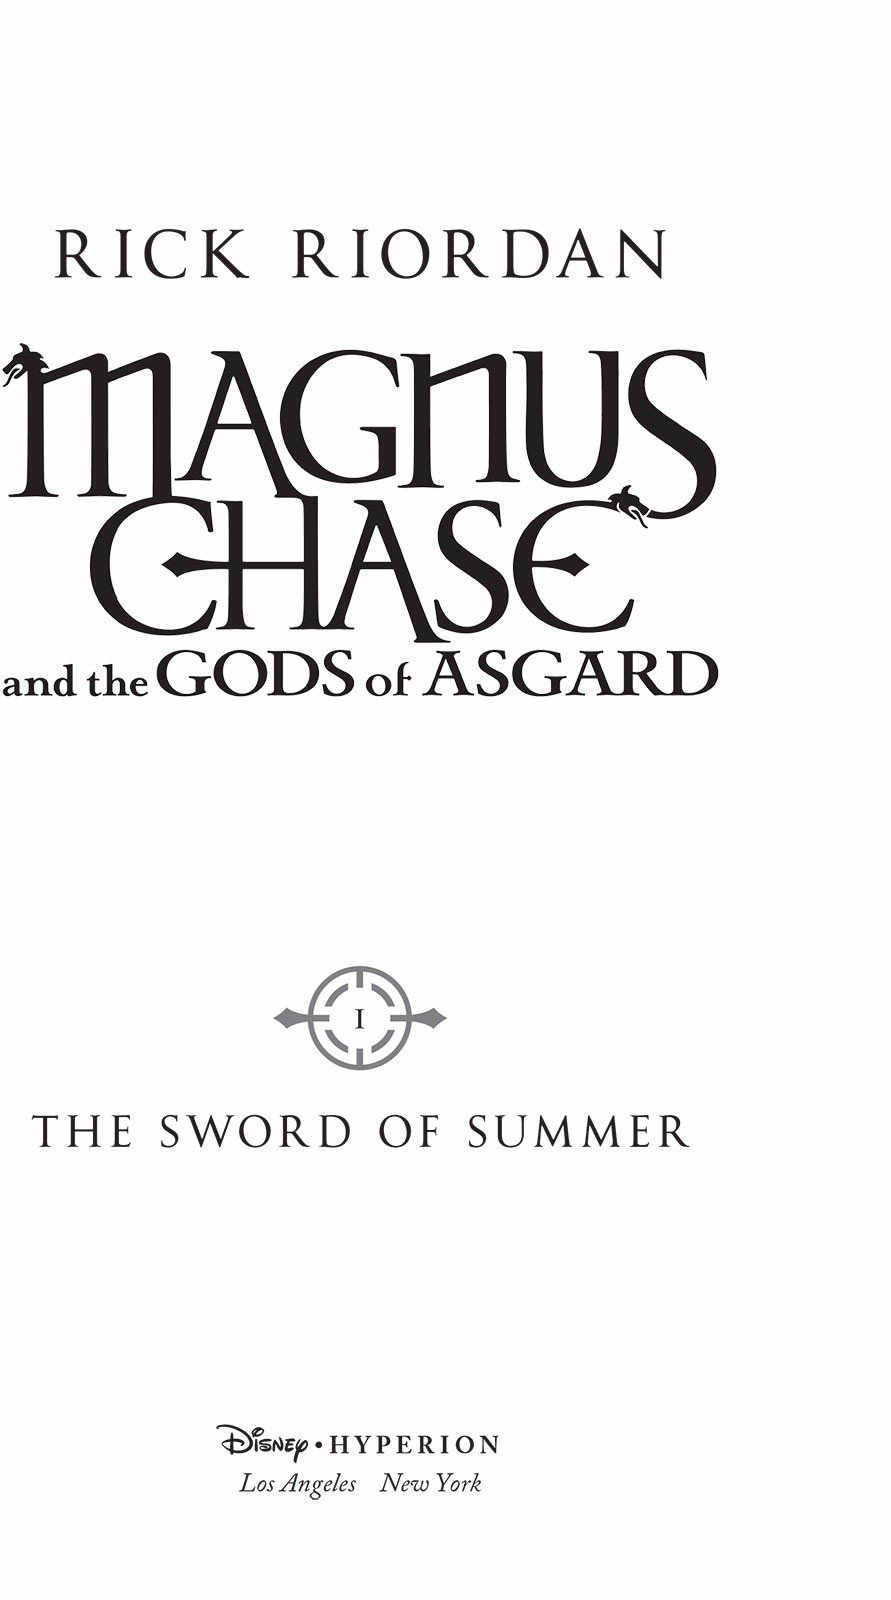 RICK RIORDAN
MAGNUS
CHASE
and the GODS of ASGARD
I
THE SWORD OF SUMMER
Disney • HYPERION
Los Angeles New York